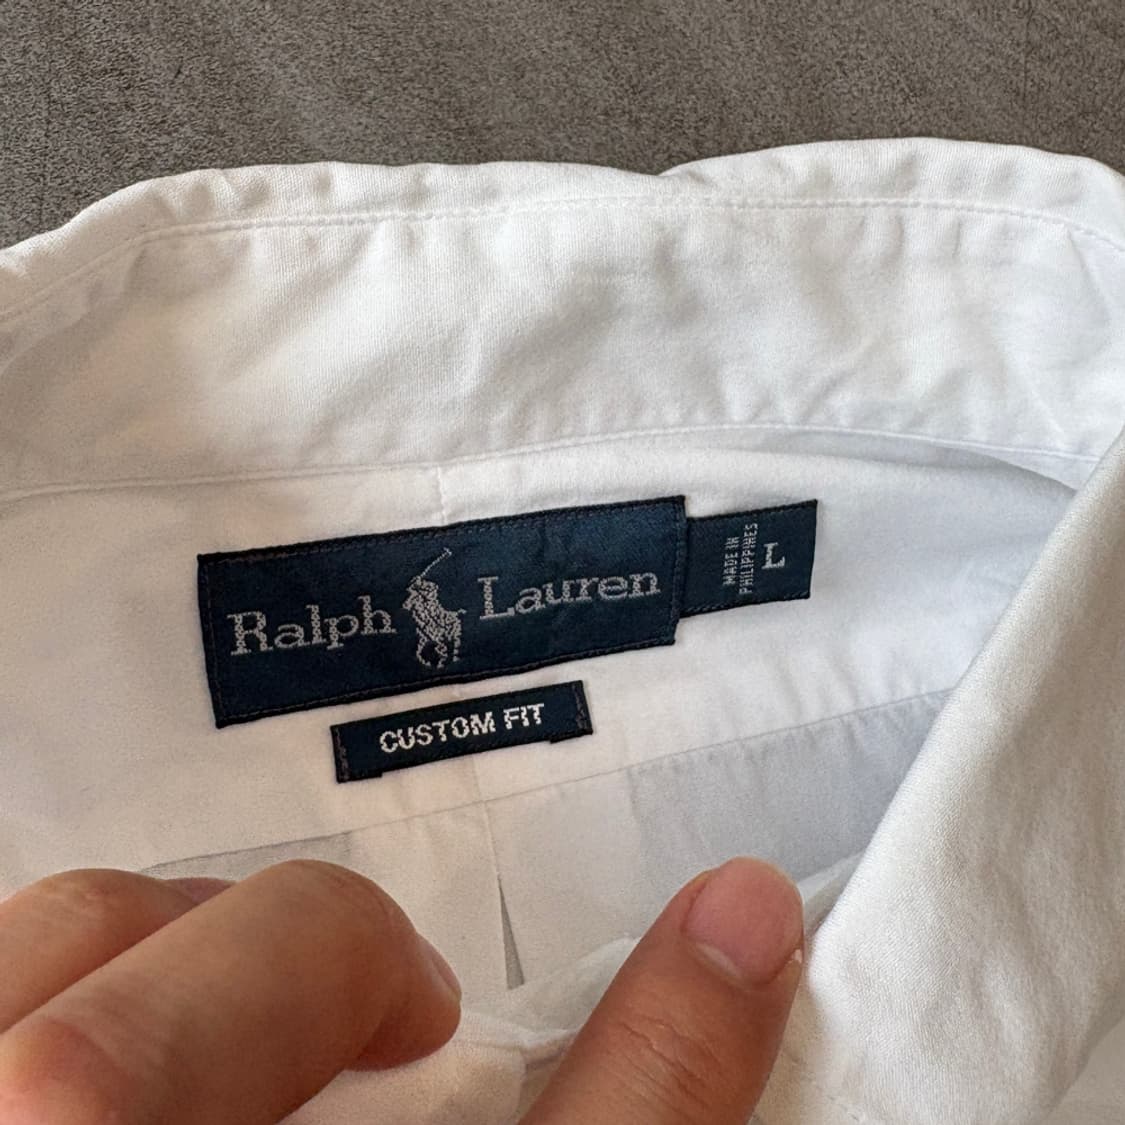 Ralph Lauren
MADE IN
PHILIPPINES
L
CUSTOM FIT